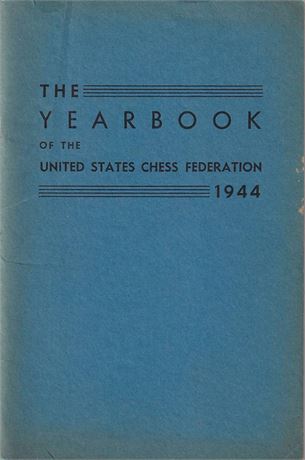 THE
YEARBOOK
OF THE
UNITED STATES CHESS FEDERATION
1944